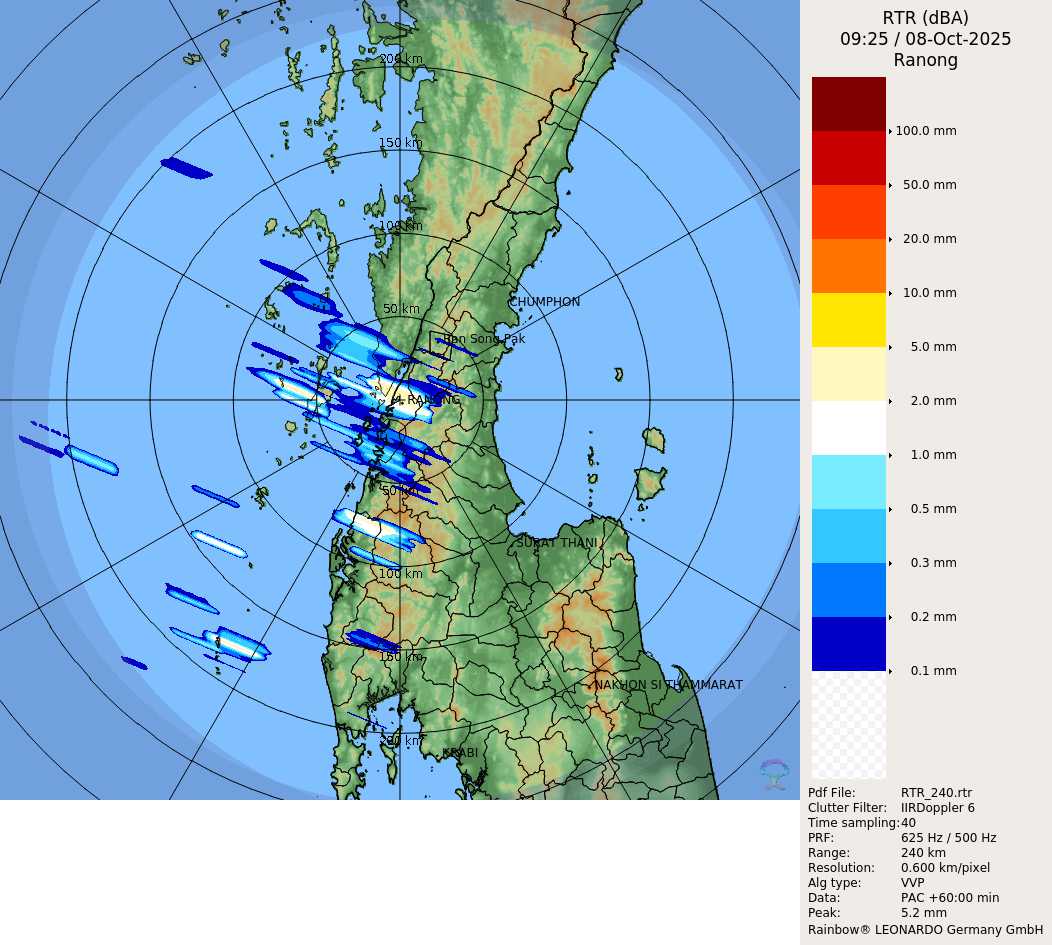 RTR (dBA)
09:25 / 08-Oct-2025
Ranong
200 km
150 km
100 km
50 km
CHUMPHON
Ban Song Pak
RANONG
50 km
SURAT THANI
100 km
150 km
NAKHON SI THAMMARAT
200 km
KRABI
100.0 mm
50.0 mm
20.0 mm
10.0 mm
5.0 mm
2.0 mm
1.0 mm
0.5 mm
0.3 mm
0.2 mm
0.1 mm
Pdf File: RTR_240.rtr
Clutter Filter: IIRDoppler 6
Time sampling:40
PRF: 625 Hz / 500 Hz
Range: 240 km
Resolution: 0.600 km/pixel
Alg type: VVP
Data: PAC +60:00 min
Peak: 5.2 mm
Rainbow® LEONARDO Germany GmbH